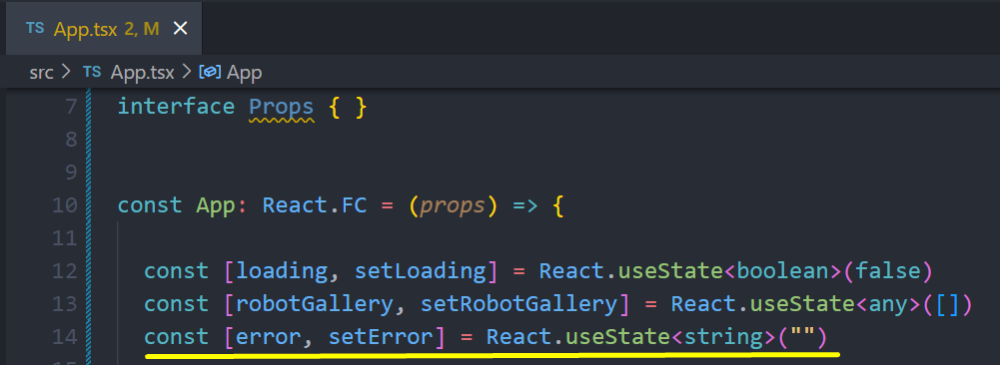 TS App.tsx 2, M ×
src > TS App.tsx > App
7 interface Props { }
8
9
10 const App: React.FC = (props) => {
11
12 const [loading, setLoading] = React.useState<boolean>(false)
13 const [robotGallery, setRobotGallery] = React.useState<any>([])
14 const [error, setError] = React.useState<string>("")